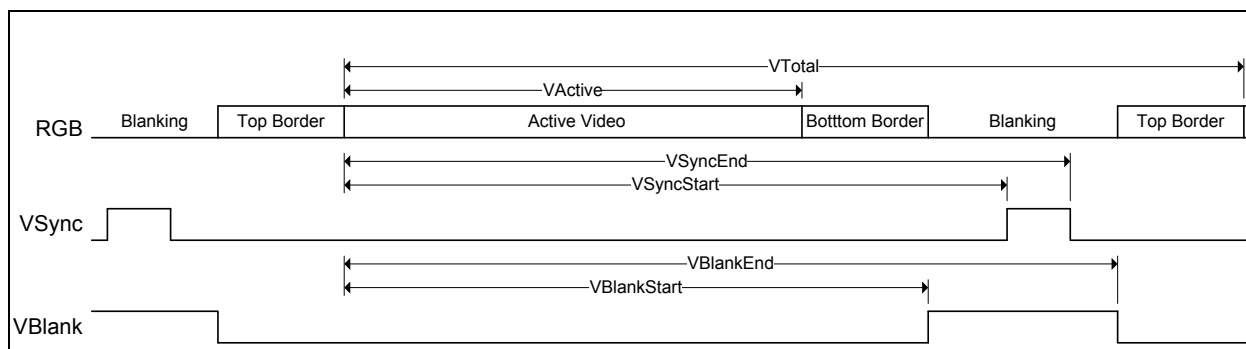 VTotal
VActive
RGB
Blanking
Top Border
Active Video
Botttom Border
Blanking
Top Border
VSyncEnd
VSyncStart
VSync
VBlankEnd
VBlankStart
VBlank